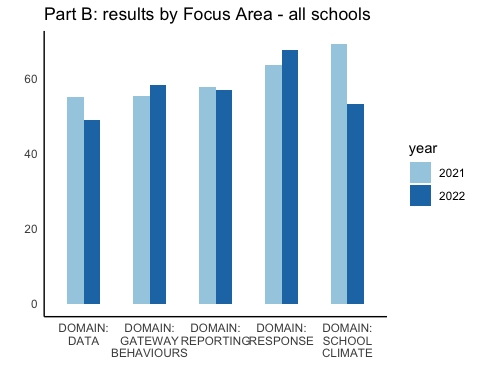 Part B: results by Focus Area - all schools
60
40
20
0
year
2021
2022
DOMAIN: DOMAIN: DOMAIN: DOMAIN: DOMAIN:
DATA GATEWAY REPORTING RESPONSE SCHOOL
BEHAVIOURS CLIMATE